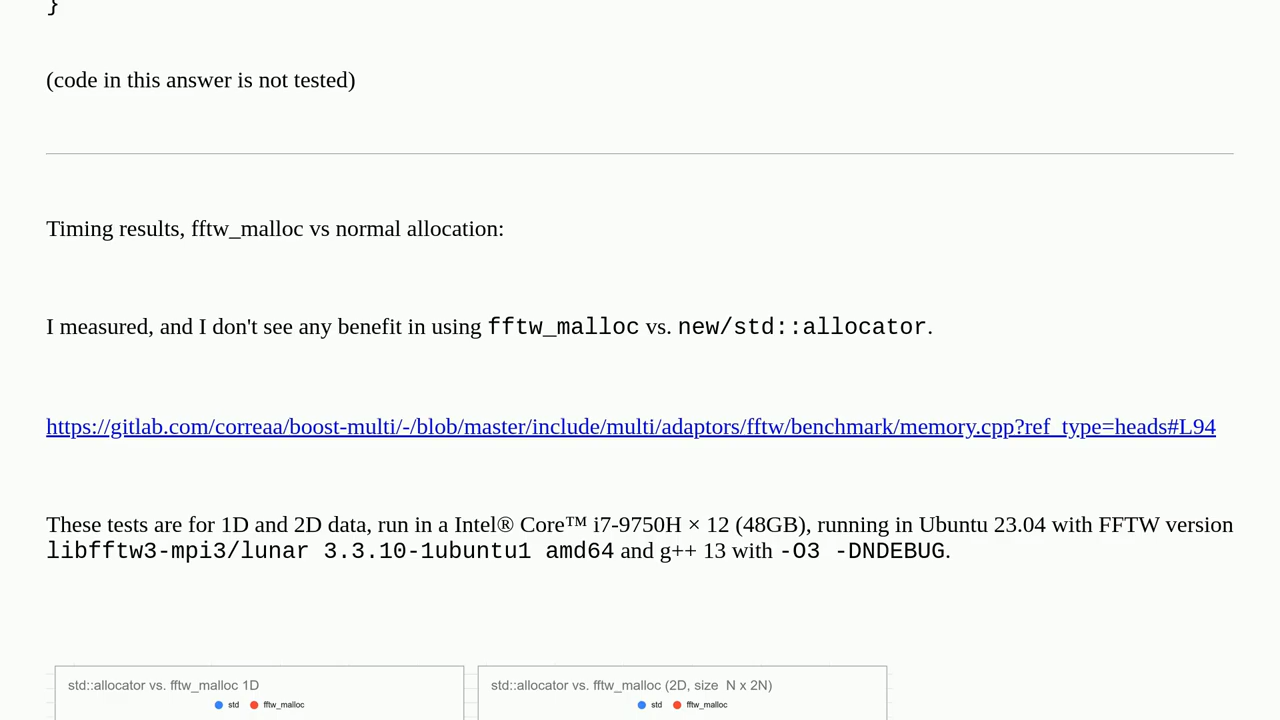 }
(code in this answer is not tested)
Timing results, fftw_malloc vs normal allocation:
I measured, and I don't see any benefit in using fftw_malloc vs. new/std::allocator.
https://gitlab.com/correaa/boost-multi/-/blob/master/include/multi/adaptors/fftw/benchmark/memory.cpp?ref_type=heads#L94
These tests are for 1D and 2D data, run in a Intel® Core™ i7-9750H × 12 (48GB), running in Ubuntu 23.04 with FFTW version
libfftw3-mpi3/lunar 3.3.10-1ubuntu1 amd64 and g++ 13 with -O3 -DNDEBUG.
std::allocator vs. fftw_malloc 1D
std fftw_malloc
std::allocator vs. fftw_malloc (2D, size N x 2N)
std fftw_malloc